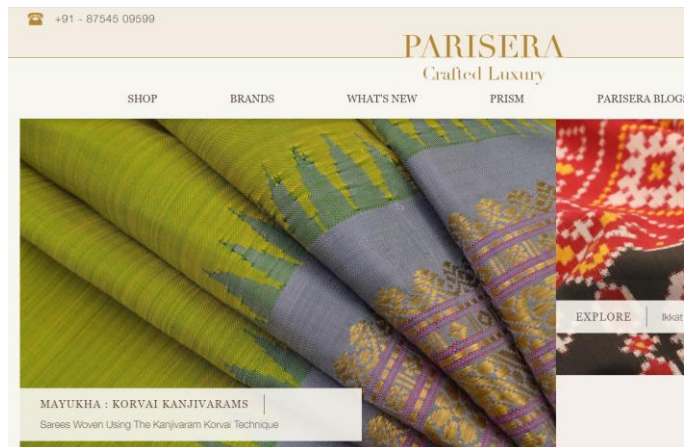 +91 - 87545 09599
PARISERA
Crafted Luxury
SHOP BRANDS WHAT'S NEW PRISM PARISERA BLOGS
EXPLORE Ikkat
MAYUKHA : KORVAI KANJIVARAMS
Sarees Woven Using The Kanjivaram Korvai Technique